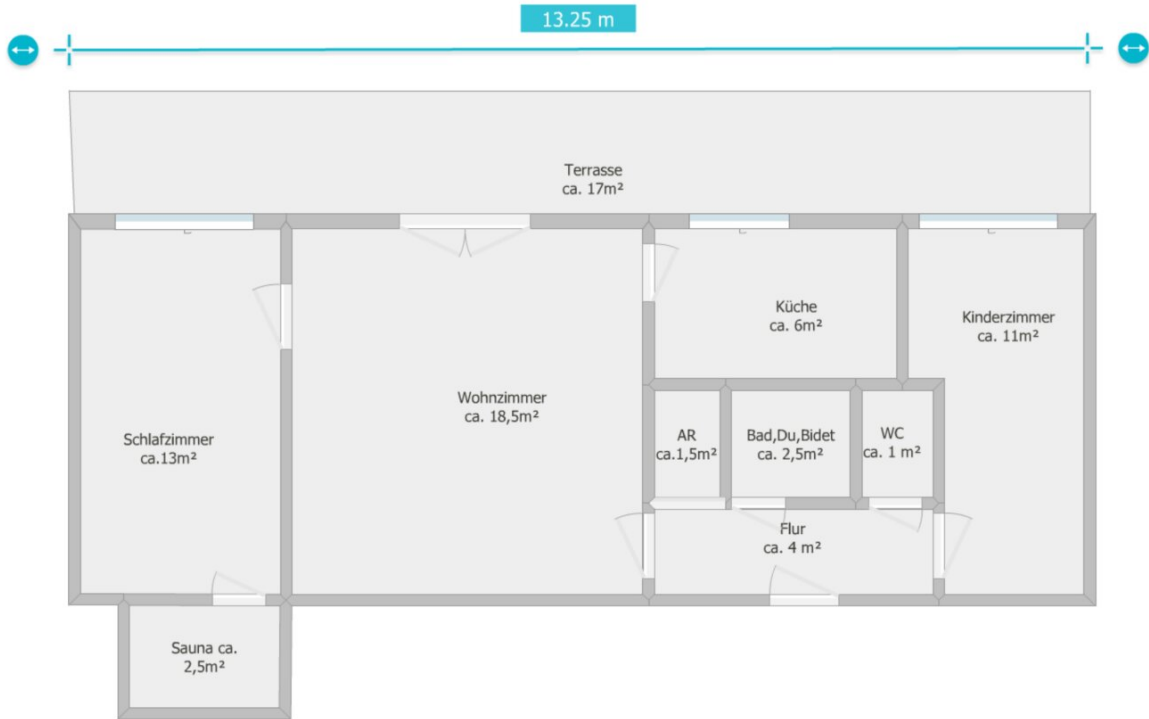 13.25 m
Terrasse
ca. 17m²
Küche
ca. 6m²
Kinderzimmer
ca. 11m²
Wohnzimmer
ca. 18,5m²
Schlafzimmer
ca.13m²
AR
ca.1,5m²
Bad,Du,Bidet
ca. 2,5m²
WC
ca. 1 m²
Flur
ca. 4 m²
Sauna ca.
2,5m²